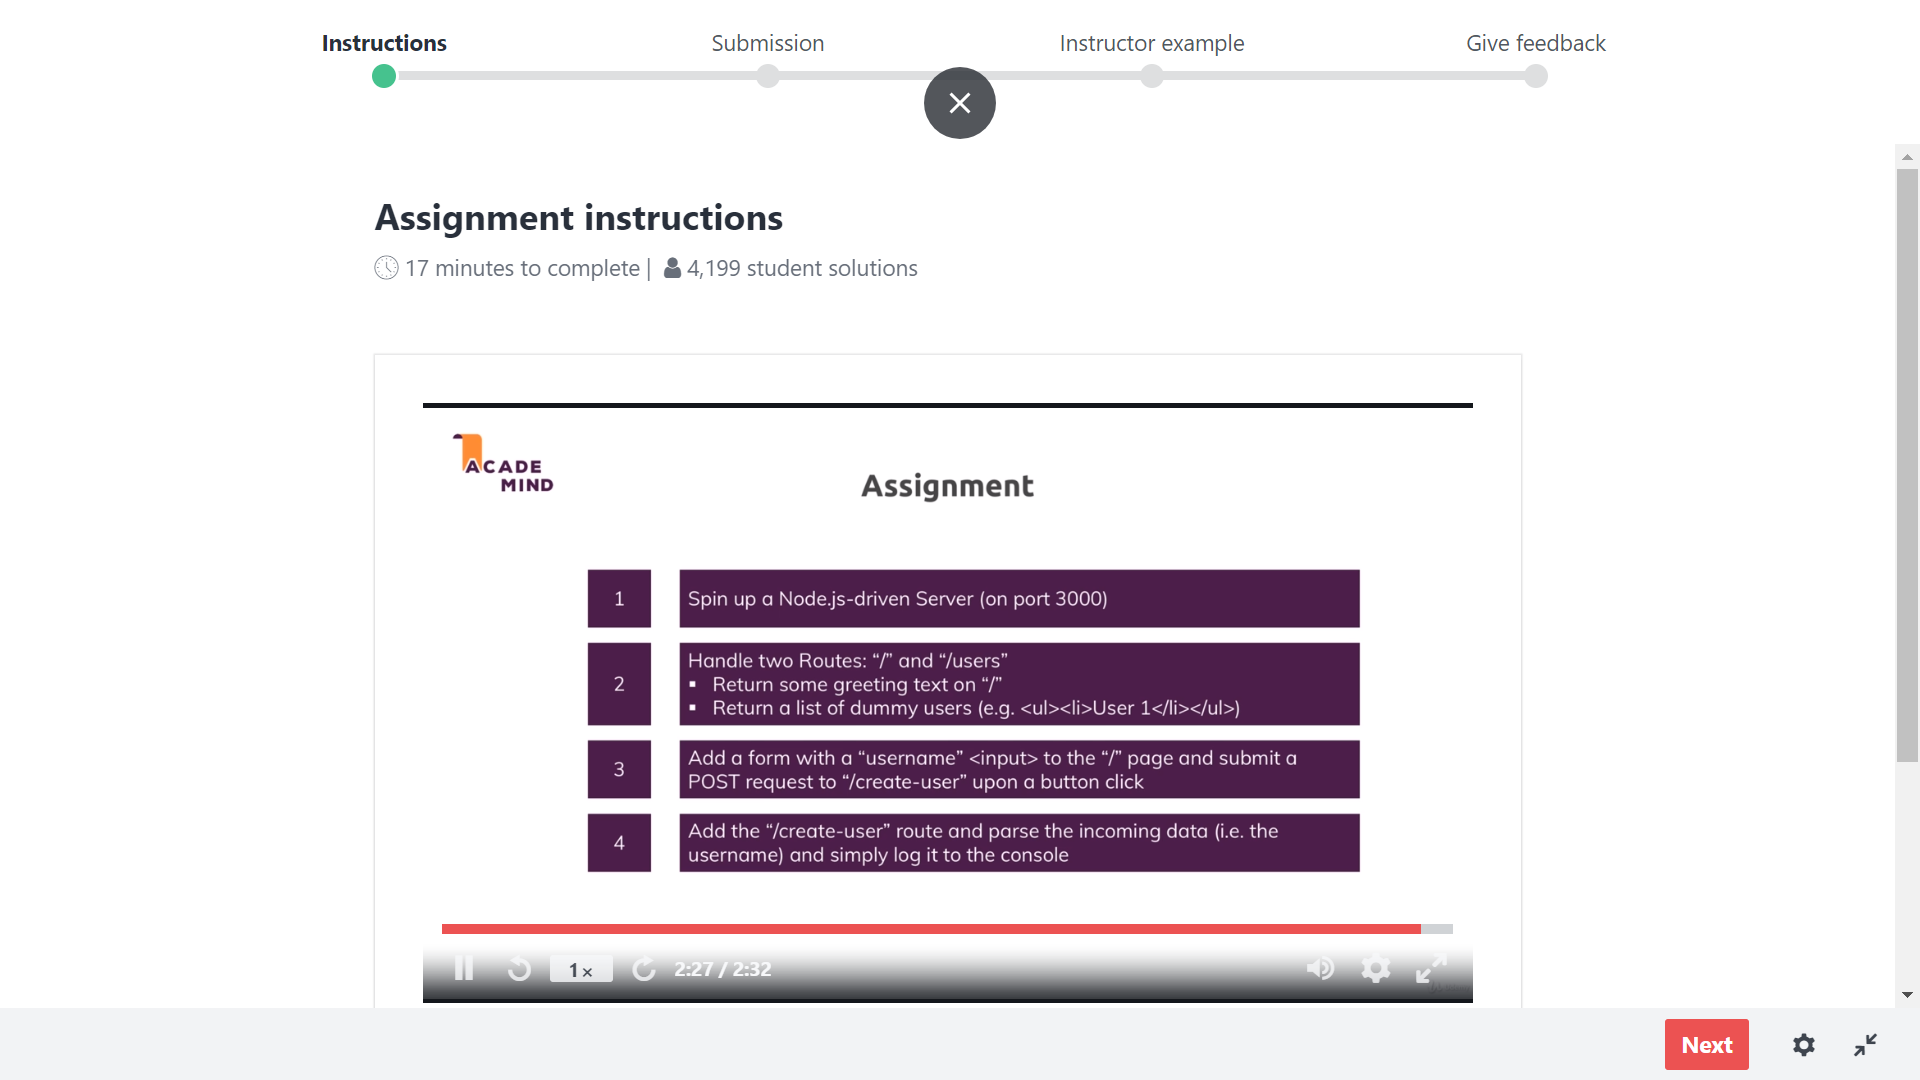 Instructions
Submission
Instructor example
Give feedback
Assignment instructions
17 minutes to complete | 4,199 student solutions
ACADE
MIND
Assignment
1
Spin up a Node.js-driven Server (on port 3000)
2
Handle two Routes: “/” and “/users”
▪ Return some greeting text on “/”
▪ Return a list of dummy users (e.g. <ul><li>User 1</li></ul>)
3
Add a form with a “username” <input> to the “/” page and submit a
POST request to “/create-user” upon a button click
4
Add the “/create-user” route and parse the incoming data (i.e. the
username) and simply log it to the console
1×
2:27 / 2:32
Next